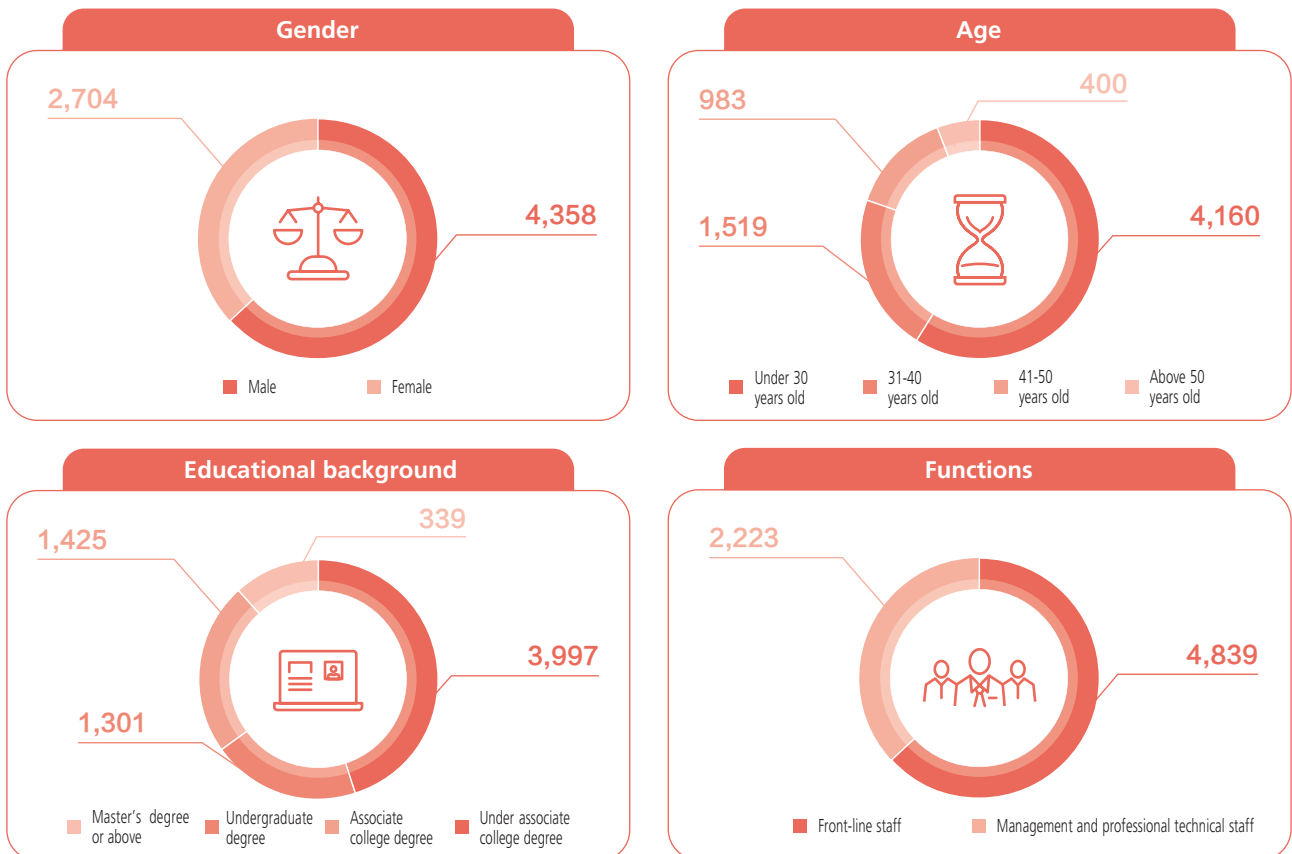 Gender
2,704
4,358
Male
Female
Age
983
400
1,519
4,160
Under 30
years old
31-40
years old
41-50
years old
Above 50
years old
Educational background
1,425
339
1,301
3,997
Master's degree
or above
Undergraduate
degree
Associate
college degree
Under associate
college degree
Functions
2,223
4,839
Front-line staff
Management and professional technical staff